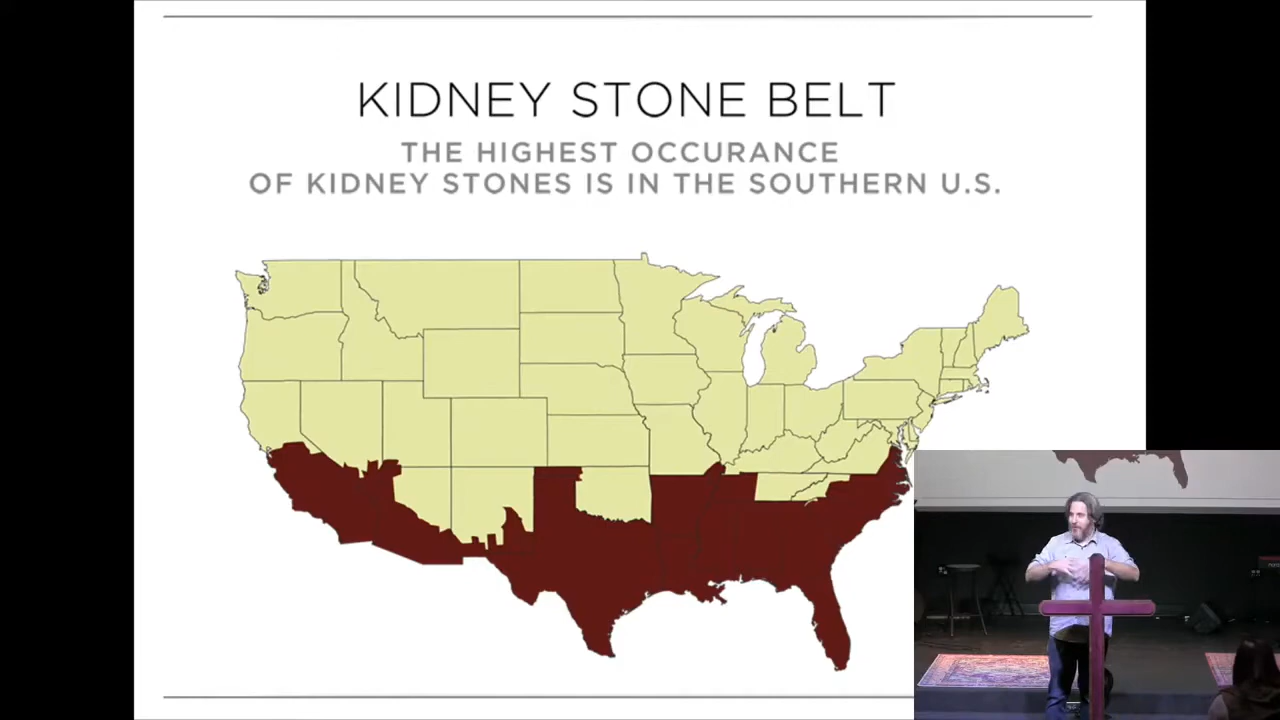 KIDNEY STONE BELT
THE HIGHEST OCCURANCE
OF KIDNEY STONES IS IN THE SOUTHERN U.S.